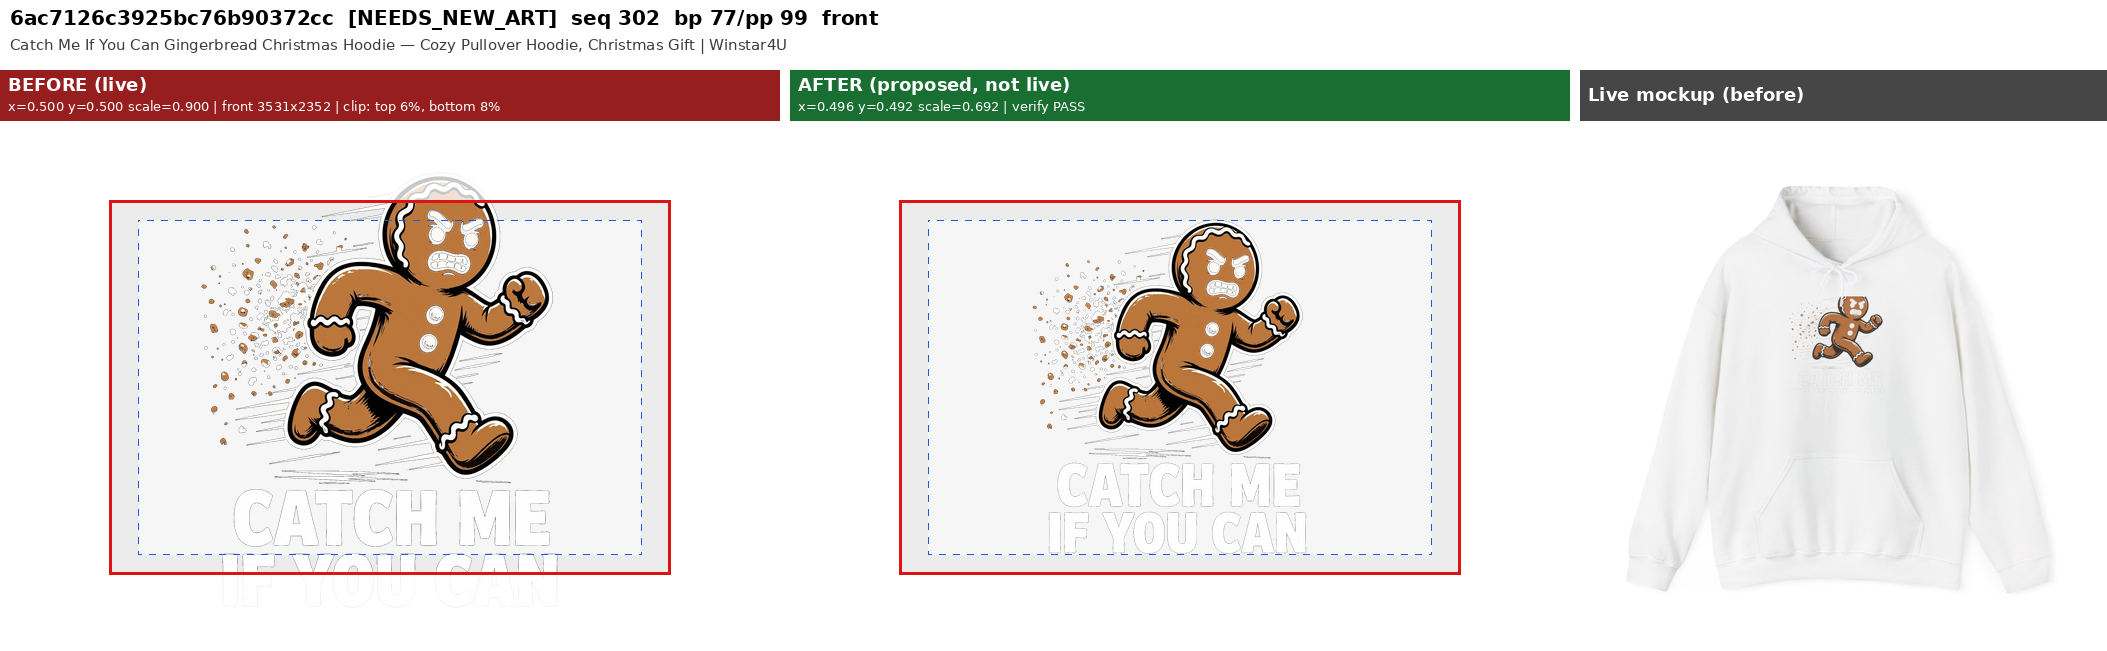 6ac7126c3925bc76b90372cc [NEEDS_NEW_ART] seq 302 bp 77/pp 99 front
Catch Me If You Can Gingerbread Christmas Hoodie — Cozy Pullover Hoodie, Christmas Gift | Winstar4U
BEFORE (live)
x=0.500 y=0.500 scale=0.900 | front 3531x2352 | clip: top 6%, bottom 8%
AFTER (proposed, not live)
x=0.496 y=0.492 scale=0.692 | verify PASS
Live mockup (before)
CATCH ME
IF YOU CAN
CATCH ME
IF YOU CAN